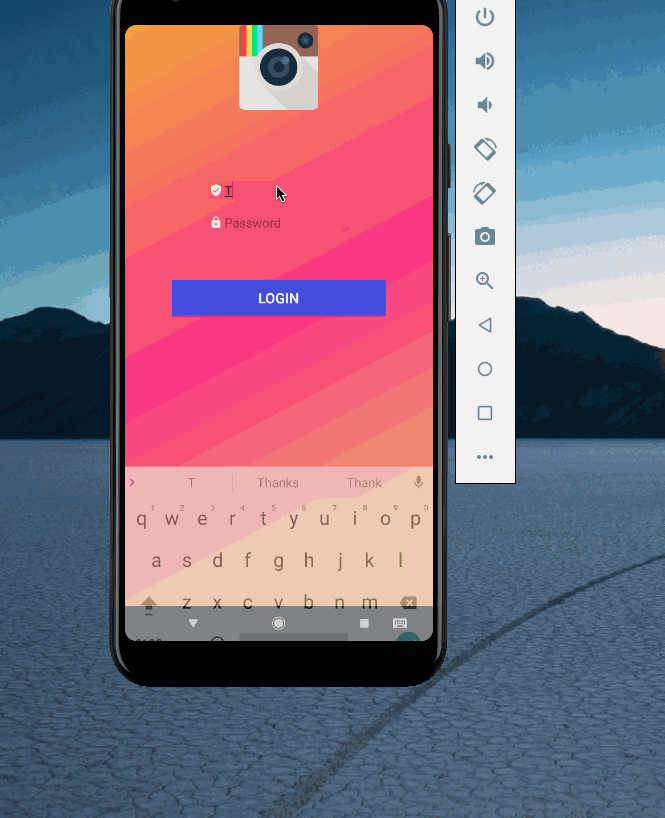 T
Password
LOGIN
T Thanks Thank
1 2 3 4 5 6 7 8 9 0
q w e r t y u i o p
a s d f g h j k l
z x c v b n m